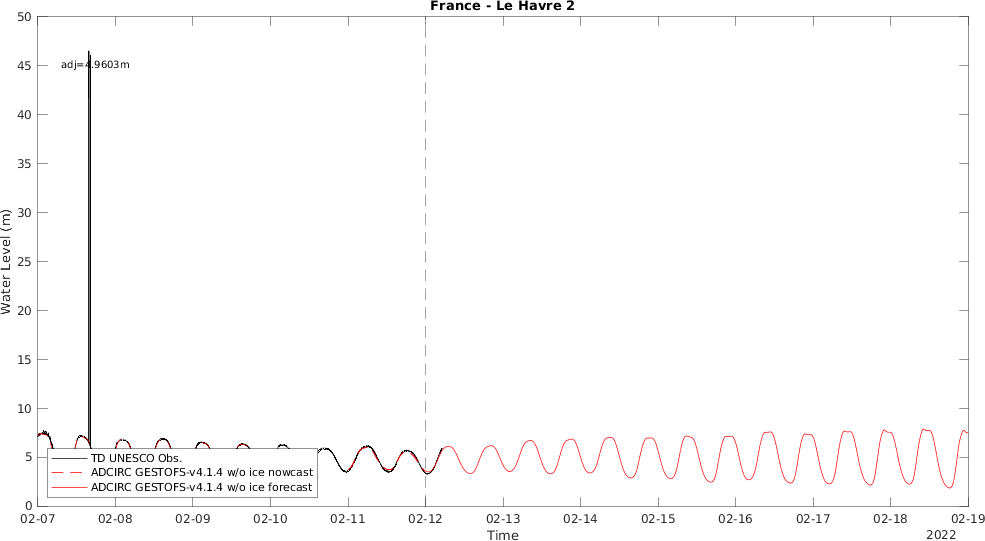 France - Le Havre 2
50
45
40
35
30
25
20
15
10
5
0
Water Level (m)
adj=4.9603m
TD UNESCO Obs.
ADCIRC GESTOFS-v4.1.4 w/o ice nowcast
ADCIRC GESTOFS-v4.1.4 w/o ice forecast
02-07 02-08 02-09 02-10 02-11 02-12 02-13 02-14 02-15 02-16 02-17 02-18 02-19
Time
2022